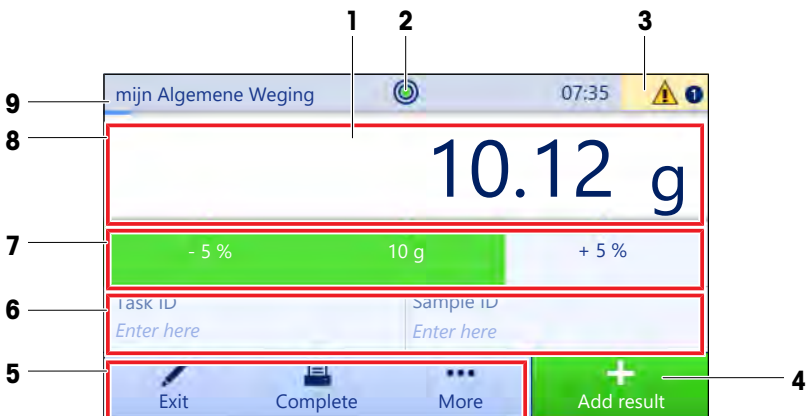 1 2 3
9 mijn Algemene Weging 07:35 1
8 10.12 g
7 - 5 % 10 g + 5 %
6 Task ID Sample ID
Enter here Enter here
5 Exit Complete More Add result 4